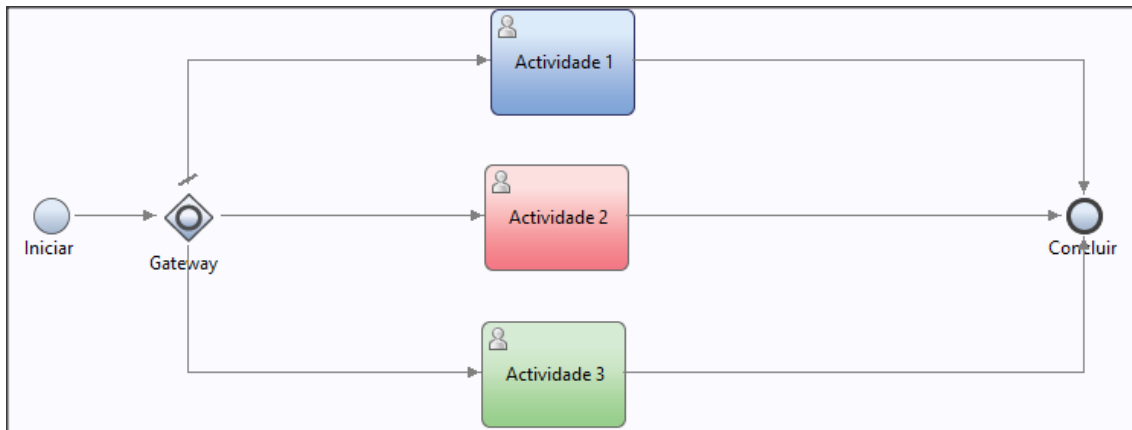 Actividade 1
Iniciar
Gateway
Actividade 2
Concluir
Actividade 3